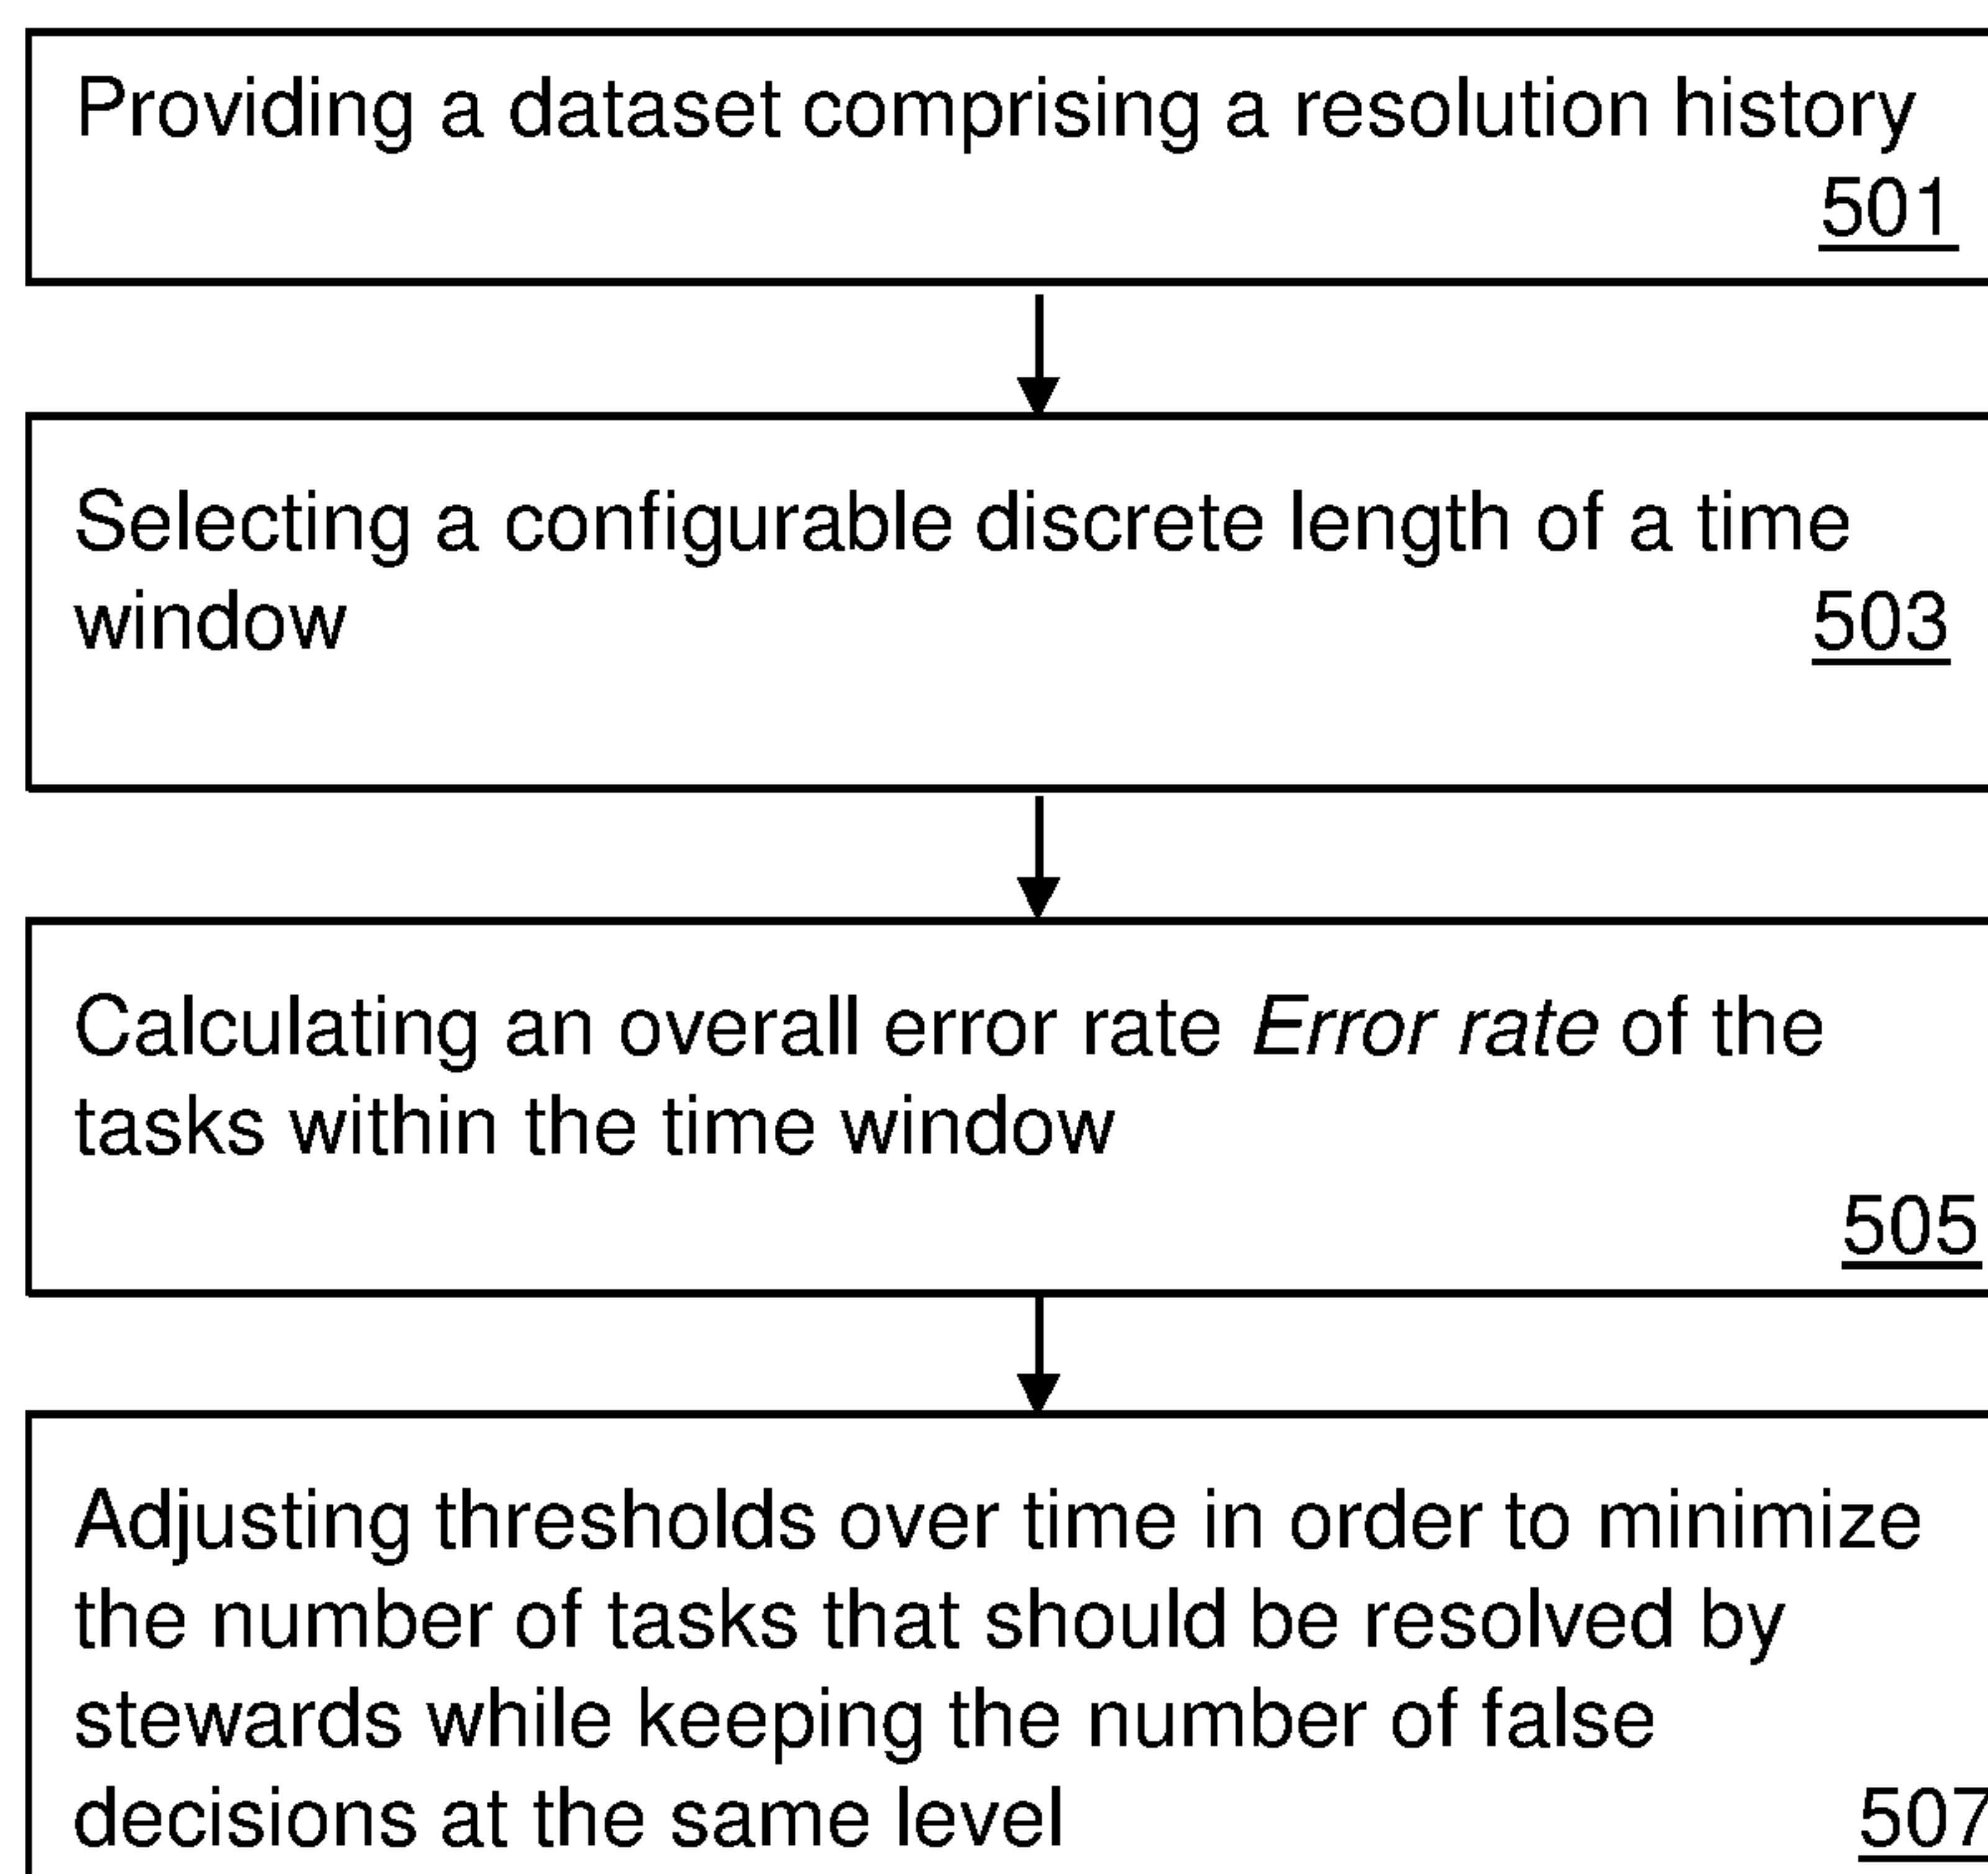 Providing a dataset comprising a resolution history
501
Selecting a configurable discrete length of a time
window 503
Calculating an overall error rate Error rate of the
tasks within the time window
505
Adjusting thresholds over time in order to minimize
the number of tasks that should be resolved by
stewards while keeping the number of false
decisions at the same level 507